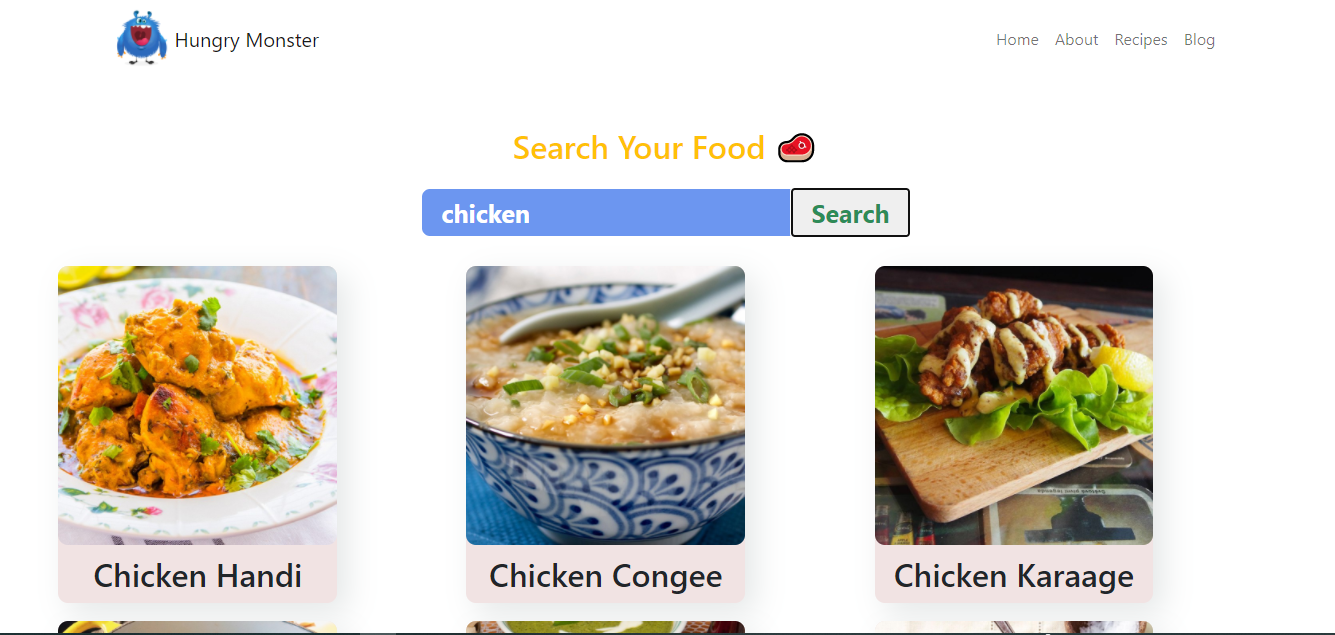 Hungry Monster
Home About Recipes Blog
Search Your Food
chicken Search
Chicken Handi Chicken Congee Chicken Karaage